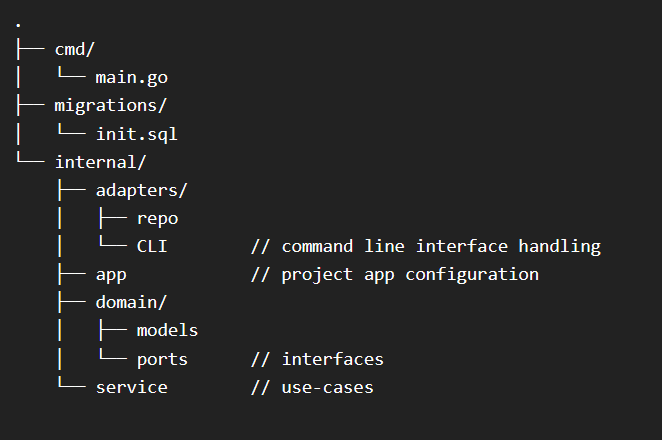 .
├── cmd/
│   └── main.go
├── migrations/
│   └── init.sql
└── internal/
    ├── adapters/
    │   ├── repo
    │   └── CLI        // command line interface handling
    ├── app            // project app configuration
    ├── domain/
    │   ├── models
    │   └── ports      // interfaces
    └── service        // use-cases